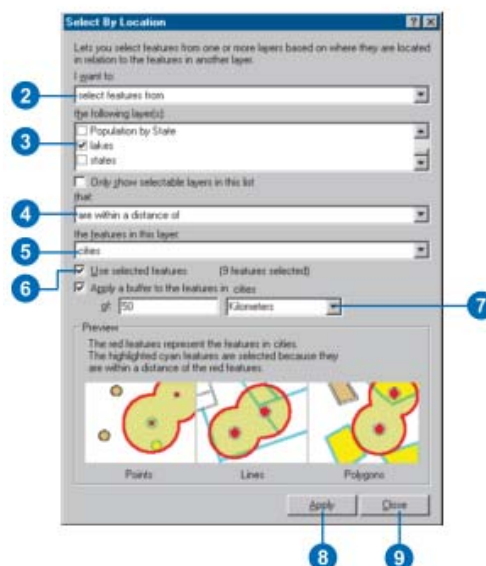 Select By Location
Lets you select features from one or more layers based on where they are located
in relation to the features in another layer.
I want to:
2
select features from
the following layer(s):
3
Population by State
lakes
states
Only show selectable layers in this list
that:
4
are within a distance of
the features in this layer:
5
cities
6
Use selected features (9 features selected)
Apply a buffer to the features in cities
of: 50 Kilometers
7
Preview
The red features represent the features in cities.
The highlighted cyan features are selected because they
are within a distance of the red features.
Points Lines Polygons
Apply Close
8 9